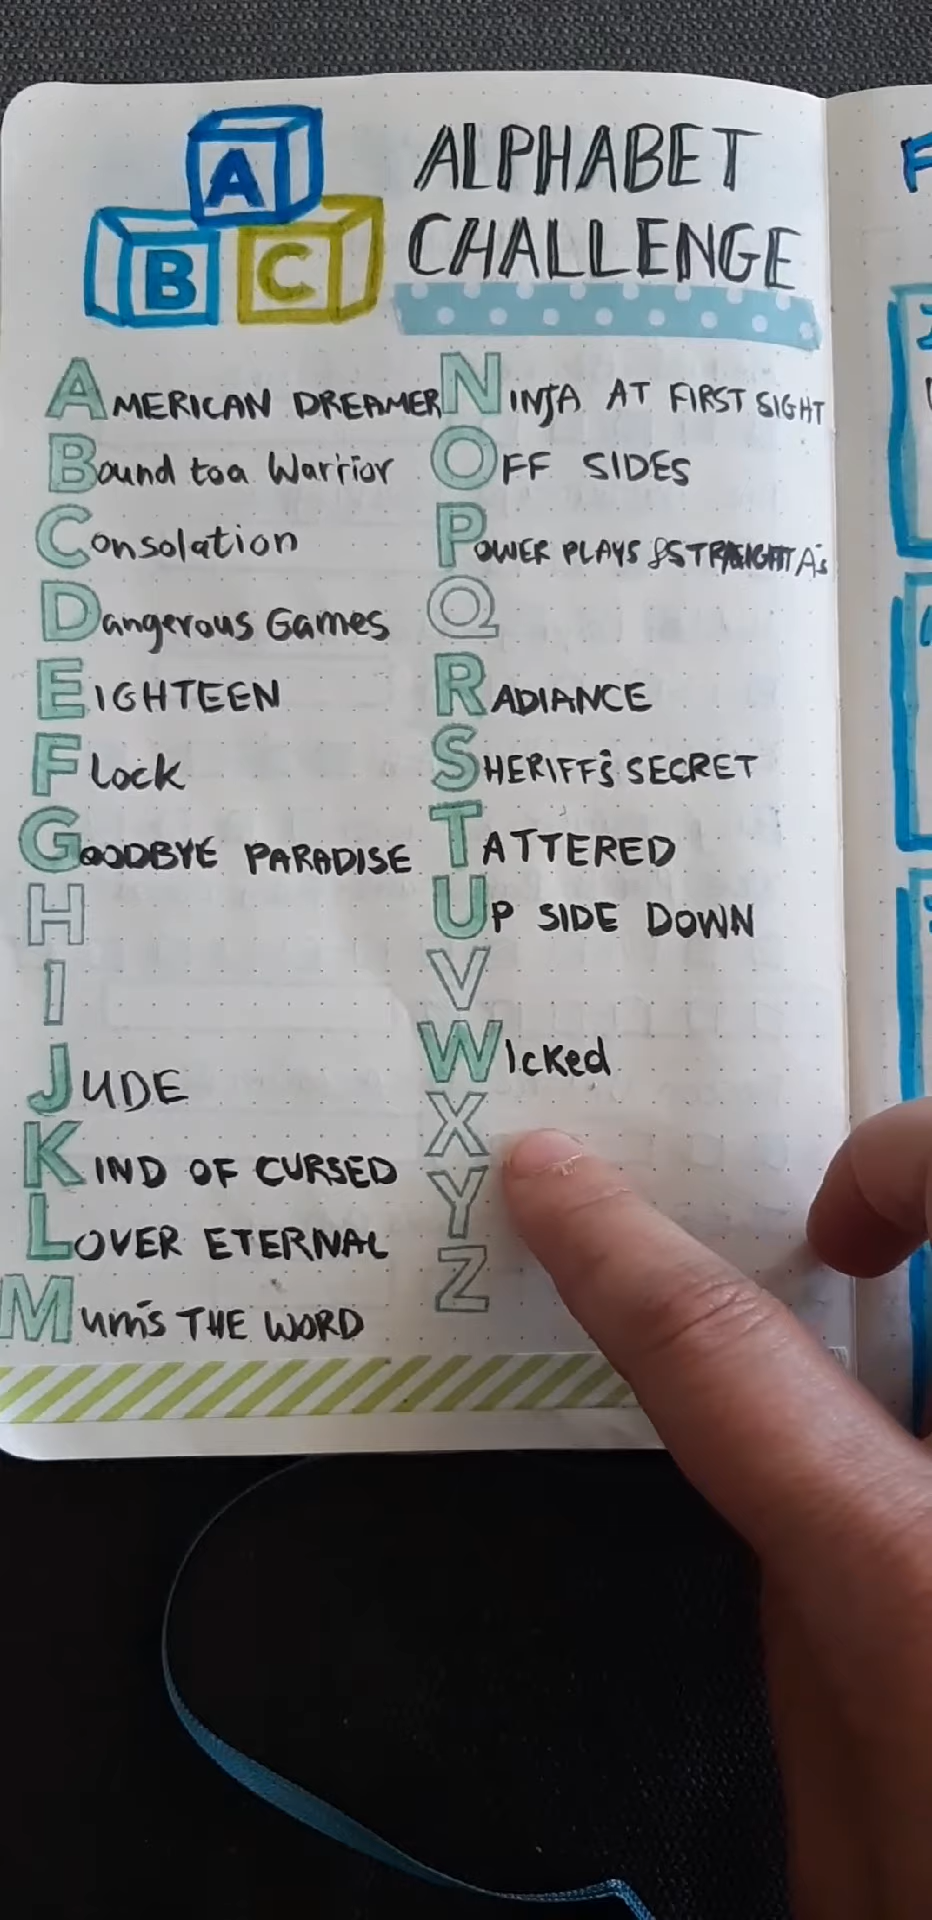 A
B C
ALPHABET
CHALLENGE
AMERICAN DREAMER
Bound to a Warrior
Consolation
Dangerous Games
EIGHTEEN
Flock
GOODBYE PARADISE
H
I
JUDE
KIND OF CURSED
LOVER ETERNAL
Mum's THE WORD
NINJA AT FIRST SIGHT
OFF SIDES
POWER PLAYS & STRAIGHT A's
Q
RADIANCE
SHERIFF's SECRET
TATTERED
UP SIDE DOWN
V
Wicked
X
Y
Z
F